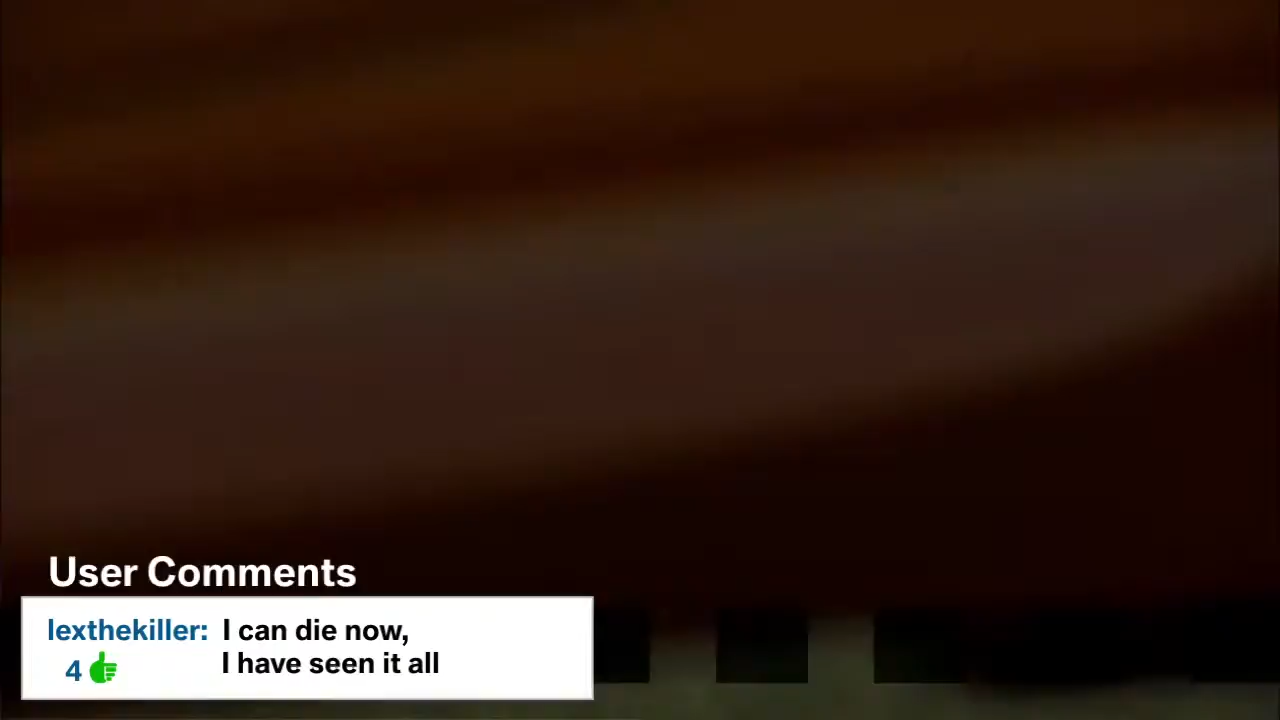 User Comments
lexthekiller: I can die now,
4 I have seen it all